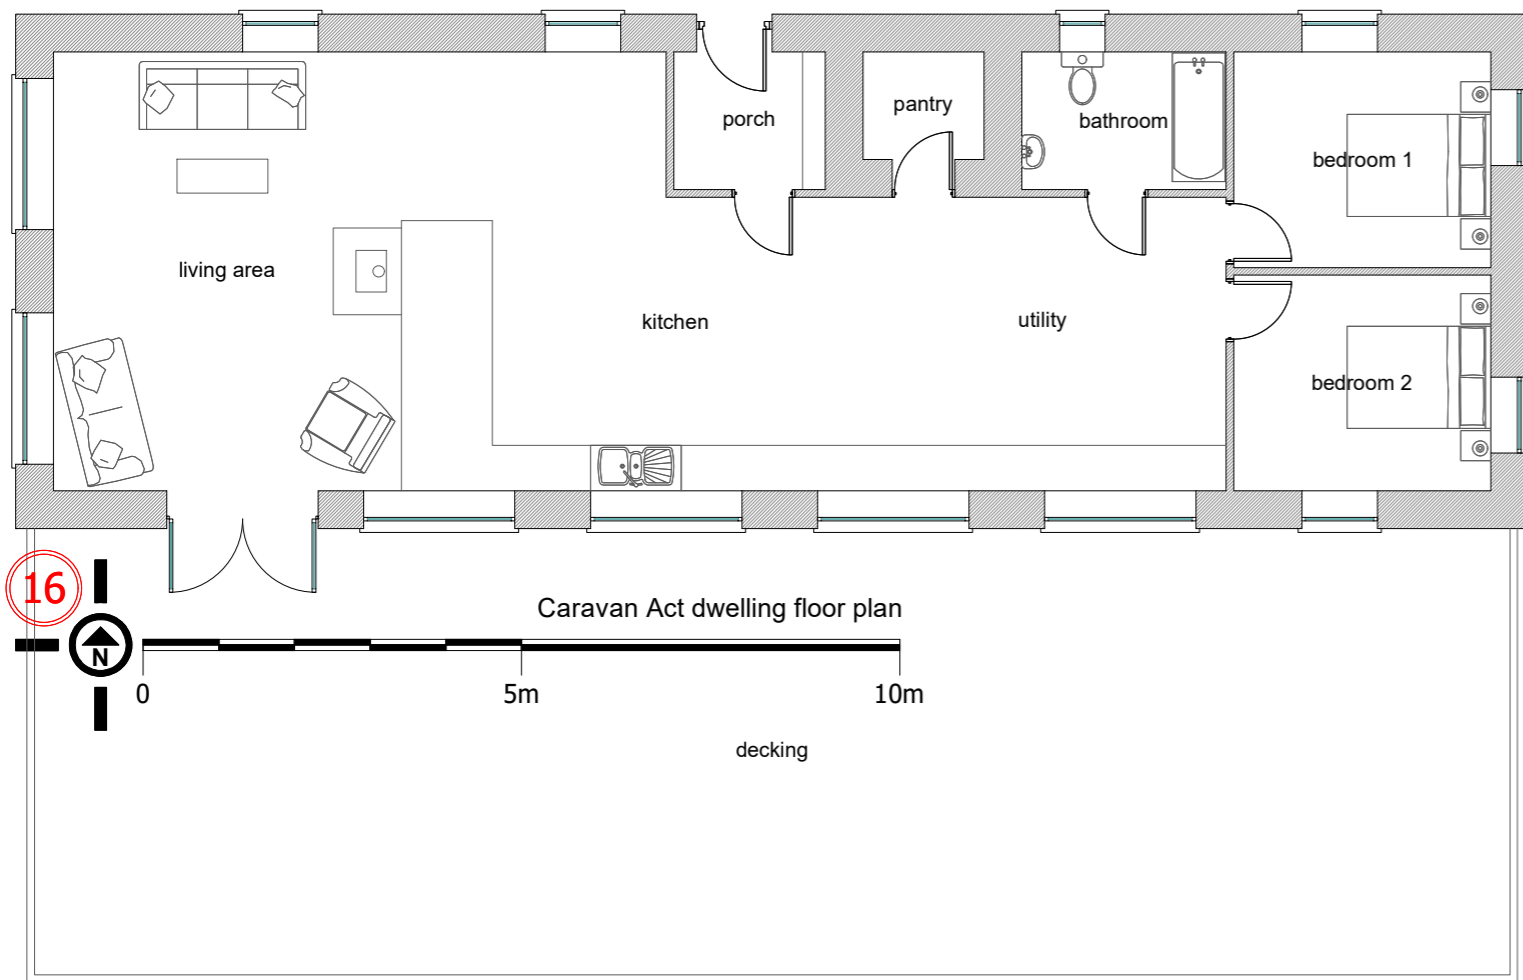 porch
pantry
bathroom
bedroom 1
living area
kitchen
utility
bedroom 2
16
Caravan Act dwelling floor plan
N
0
5m
10m
decking